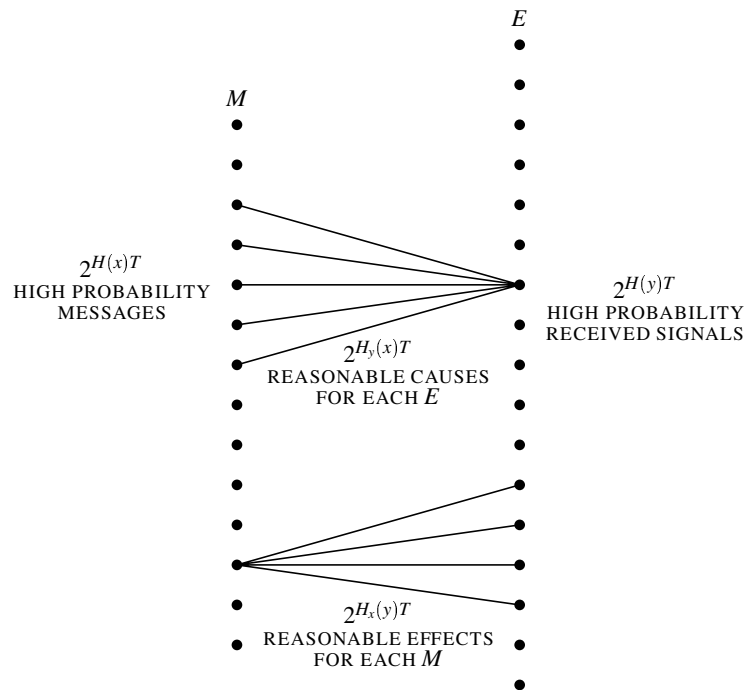 E
M
2^{H(x)T}
HIGH PROBABILITY
MESSAGES
2^{H(y)T}
HIGH PROBABILITY
RECEIVED SIGNALS
2^{H_y(x)T}
REASONABLE CAUSES
FOR EACH E
2^{H_x(y)T}
REASONABLE EFFECTS
FOR EACH M